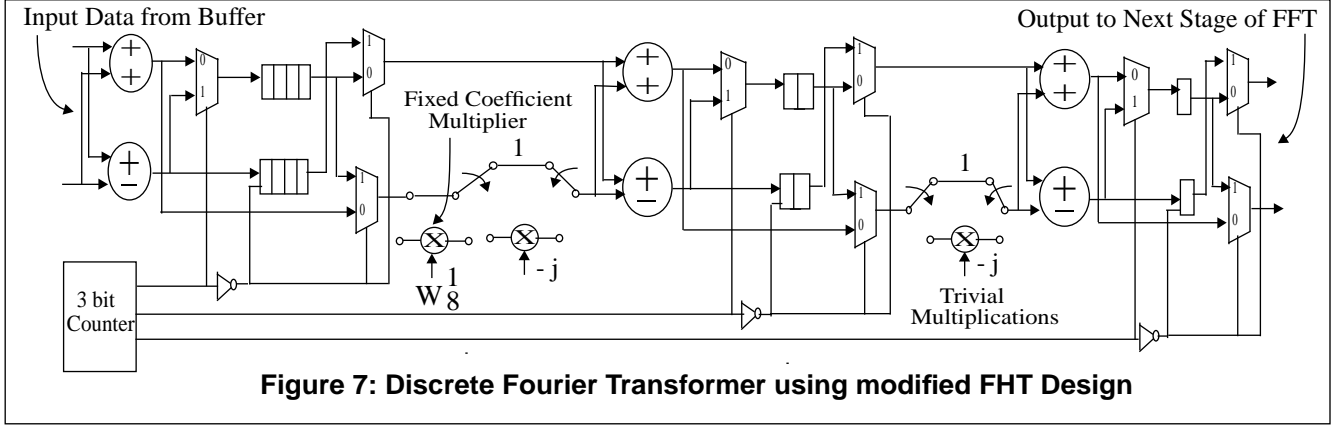 Input Data from Buffer
Output to Next Stage of FFT
+
+
0
1
1
0
+
+
0
1
1
0
+
+
0
1
1
0
Fixed Coefficient
Multiplier
1
1
+
−
1
0
+
−
1
0
+
−
1
0
X
X
X
W 1 8
- j
- j
3 bit
Counter
Trivial
Multiplications
Figure 7: Discrete Fourier Transformer using modified FHT Design